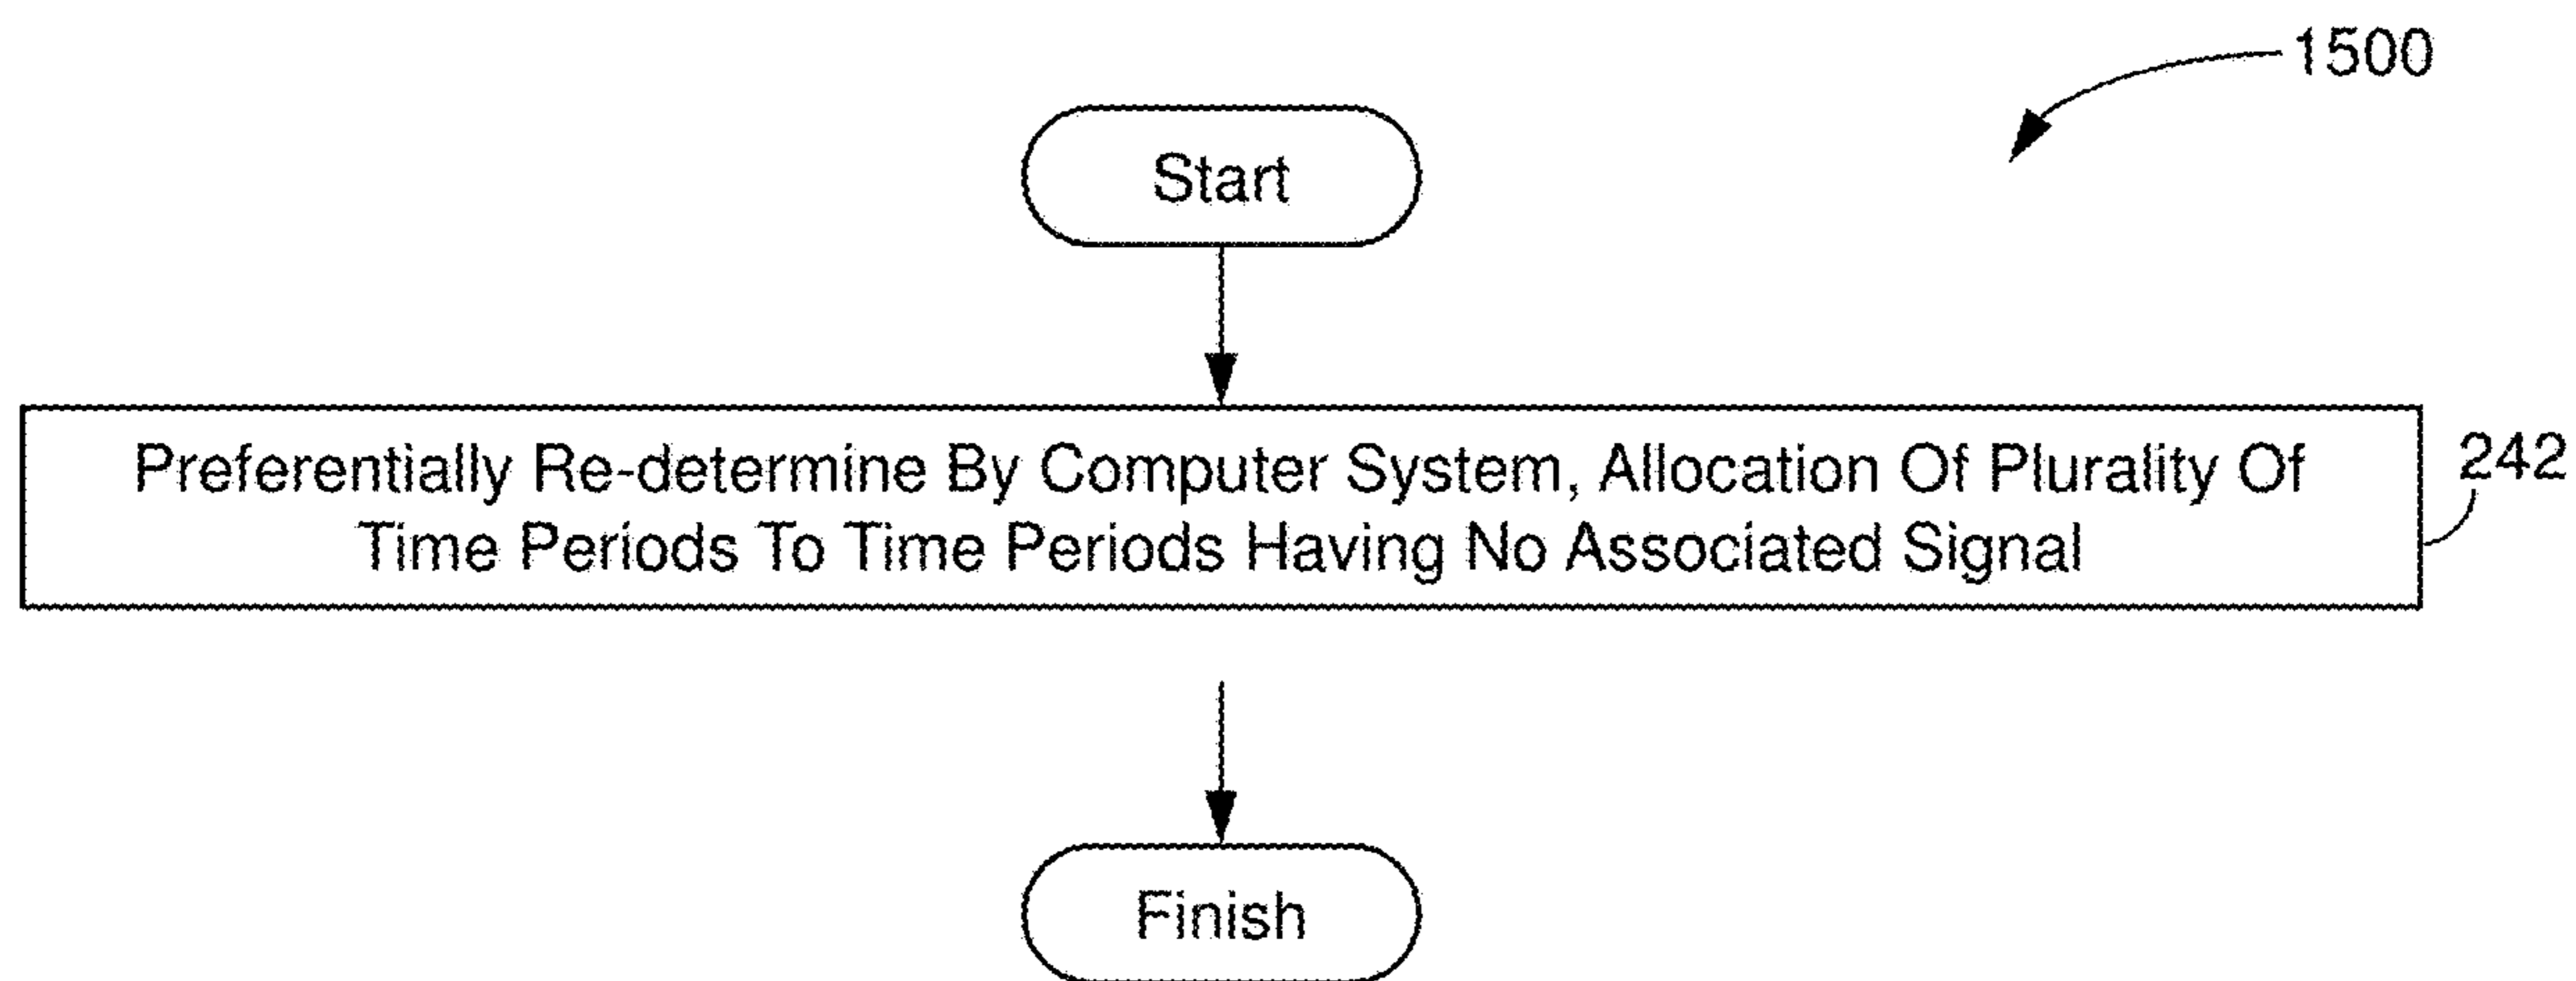 1500
Start
Preferentially Re-determine By Computer System, Allocation Of Plurality Of
Time Periods To Time Periods Having No Associated Signal
242
Finish